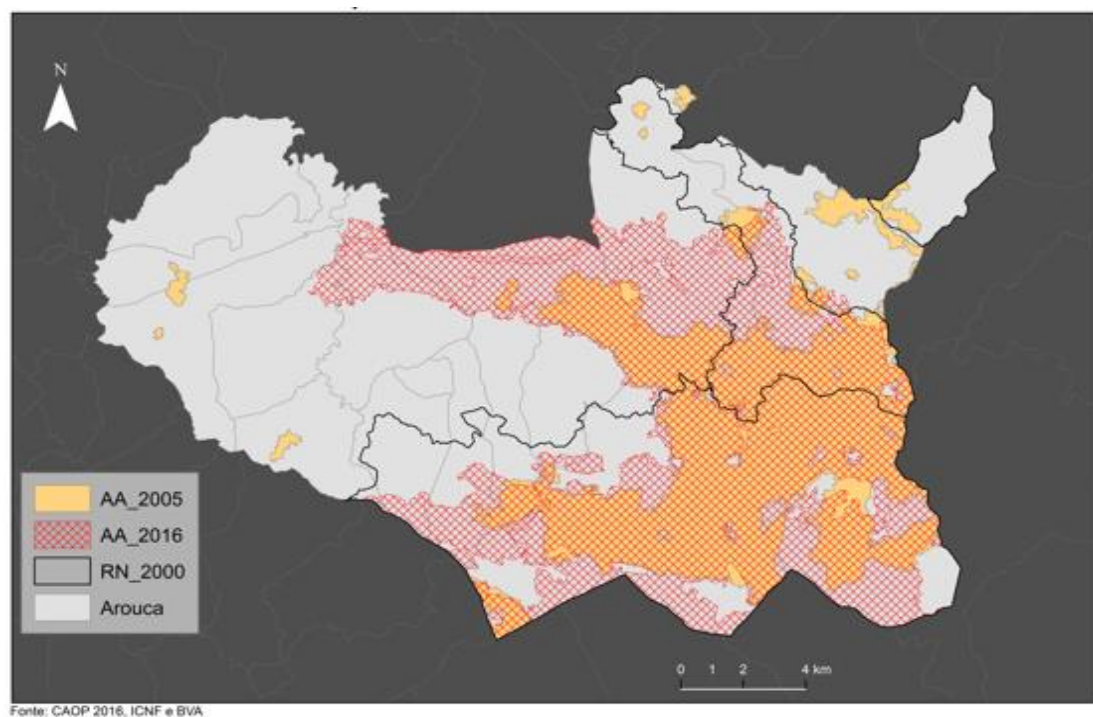 N
AA_2005
AA_2016
RN_2000
Arouca
0 1 2 4 km
Fonte: CAOP 2016, ICNF e BVA